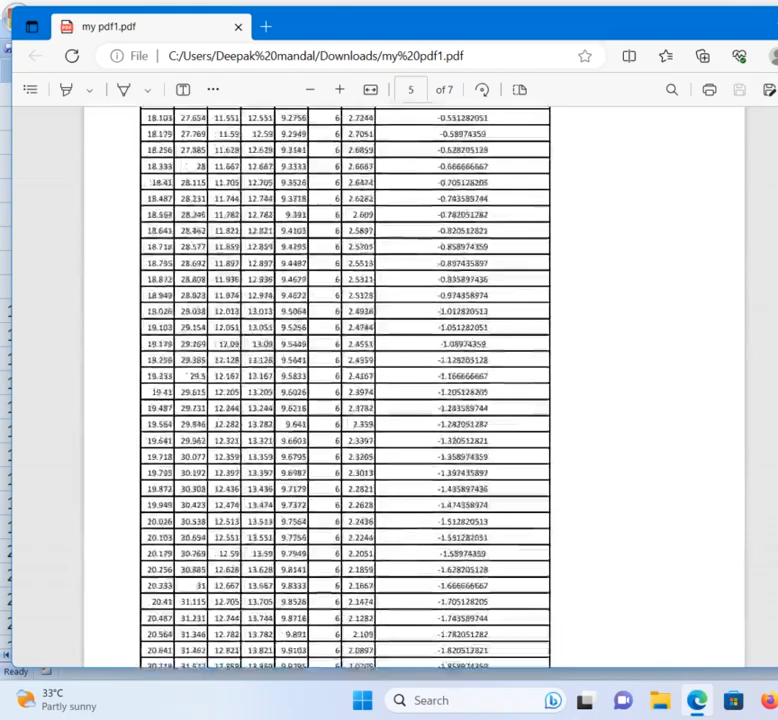 my pdf1.pdf
File C:/Users/Deepak%20mandal/Downloads/my%20pdf1.pdf
5 of 7
18.103 27.654 11.551 12.551 9.2756 6 2.7244 -0.551282051
18.179 27.769 11.59 12.59 9.2949 6 2.7051 -0.58974359
18.256 27.885 11.628 12.628 9.3141 6 2.6859 -0.628205128
18.333 28 11.667 12.667 9.3333 6 2.6667 -0.666666667
18.41 28.115 11.705 12.705 9.3526 6 2.6474 -0.705128205
18.487 28.231 11.744 12.744 9.3718 6 2.6282 -0.743589744
18.564 28.346 11.782 12.782 9.391 6 2.609 -0.782051282
18.641 28.462 11.821 12.821 9.4103 6 2.5897 -0.820512821
18.718 28.577 11.859 12.859 9.4295 6 2.5705 -0.858974359
18.795 28.692 11.897 12.897 9.4487 6 2.5513 -0.897435897
18.872 28.808 11.936 12.936 9.4679 6 2.5321 -0.935897436
18.949 28.923 11.974 12.974 9.4872 6 2.5128 -0.974358974
19.026 29.038 12.013 13.013 9.5064 6 2.4936 -1.012820513
19.103 29.154 12.051 13.051 9.5256 6 2.4744 -1.051282051
19.179 29.269 12.09 13.09 9.5449 6 2.4551 -1.08974359
19.256 29.385 12.128 13.128 9.5641 6 2.4359 -1.128205128
19.333 29.5 12.167 13.167 9.5833 6 2.4167 -1.166666667
19.41 29.615 12.205 13.205 9.6026 6 2.3974 -1.205128205
19.487 29.731 12.244 13.244 9.6218 6 2.3782 -1.243589744
19.564 29.846 12.282 13.282 9.641 6 2.359 -1.282051282
19.641 29.962 12.321 13.321 9.6603 6 2.3397 -1.320512821
19.718 30.077 12.359 13.359 9.6795 6 2.3205 -1.358974359
19.795 30.192 12.397 13.397 9.6987 6 2.3013 -1.397435897
19.872 30.308 12.436 13.436 9.7179 6 2.2821 -1.435897436
19.949 30.423 12.474 13.474 9.7372 6 2.2628 -1.474358974
20.026 30.538 12.513 13.513 9.7564 6 2.2436 -1.512820513
20.103 30.654 12.551 13.551 9.7756 6 2.2244 -1.551282051
20.179 30.769 12.59 13.59 9.7949 6 2.2051 -1.58974359
20.256 30.885 12.628 13.628 9.8141 6 2.1859 -1.628205128
20.333 31 12.667 13.667 9.8333 6 2.1667 -1.666666667
20.41 31.115 12.705 13.705 9.8526 6 2.1474 -1.705128205
20.487 31.231 12.744 13.744 9.8718 6 2.1282 -1.743589744
20.564 31.346 12.782 13.782 9.891 6 2.109 -1.782051282
20.641 31.462 12.821 13.821 9.9103 6 2.0897 -1.820512821
Ready
33°C
Partly sunny
Search